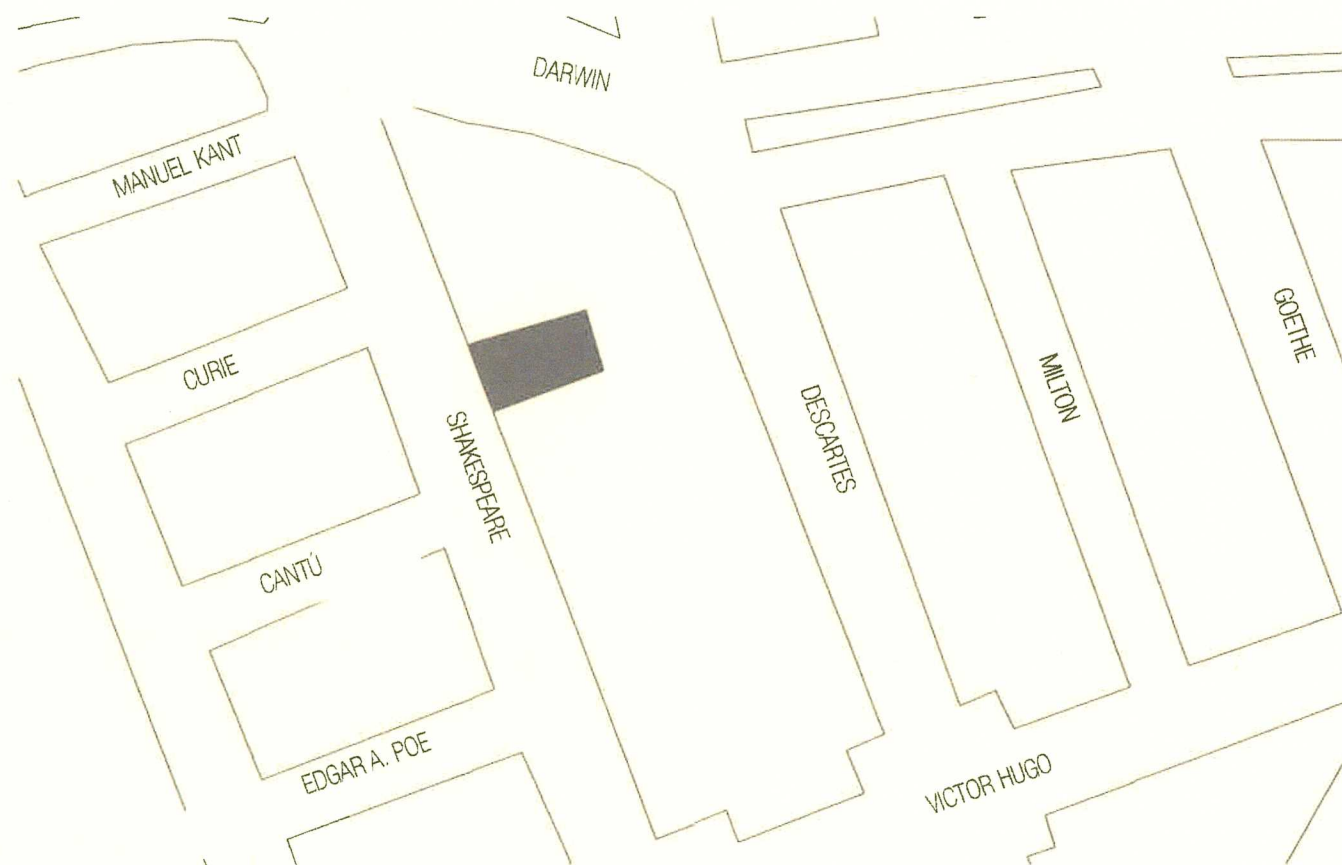 DARWIN
MANUEL KANT
CURIE
SHAKESPEARE
DESCARTES
MILTON
GOETHE
CANTÚ
EDGAR A. POE
VICTOR HUGO